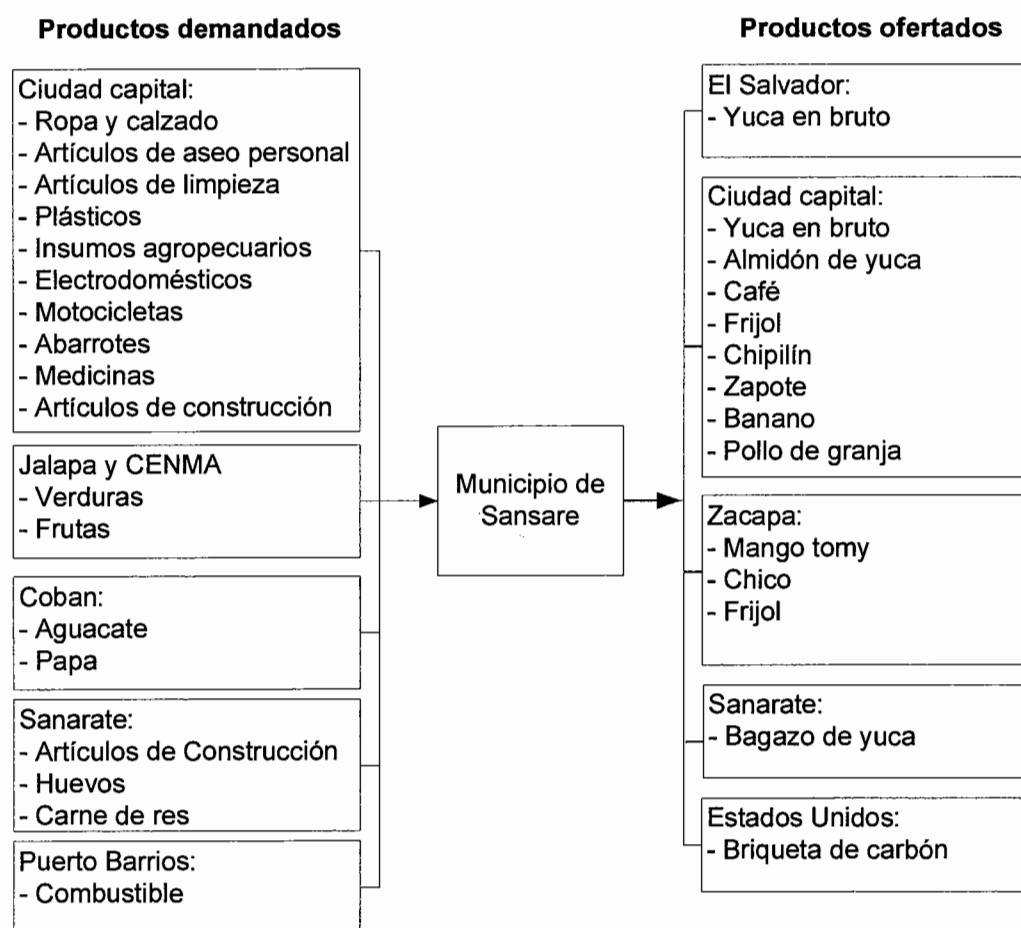 Productos demandados
Ciudad capital:
- Ropa y calzado
- Artículos de aseo personal
- Artículos de limpieza
- Plásticos
- Insumos agropecuarios
- Electrodomésticos
- Motocicletas
- Abarrotes
- Medicinas
- Artículos de construcción
Jalapa y CENMA
- Verduras
- Frutas
Coban:
- Aguacate
- Papa
Sanarate:
- Artículos de Construcción
- Huevos
- Carne de res
Puerto Barrios:
- Combustible
Municipio de
Sansare
Productos ofertados
El Salvador:
- Yuca en bruto
Ciudad capital:
- Yuca en bruto
- Almidón de yuca
- Café
- Frijol
- Chipilín
- Zapote
- Banano
- Pollo de granja
Zacapa:
- Mango tomy
- Chico
- Frijol
Sanarate:
- Bagazo de yuca
Estados Unidos:
- Briqueta de carbón